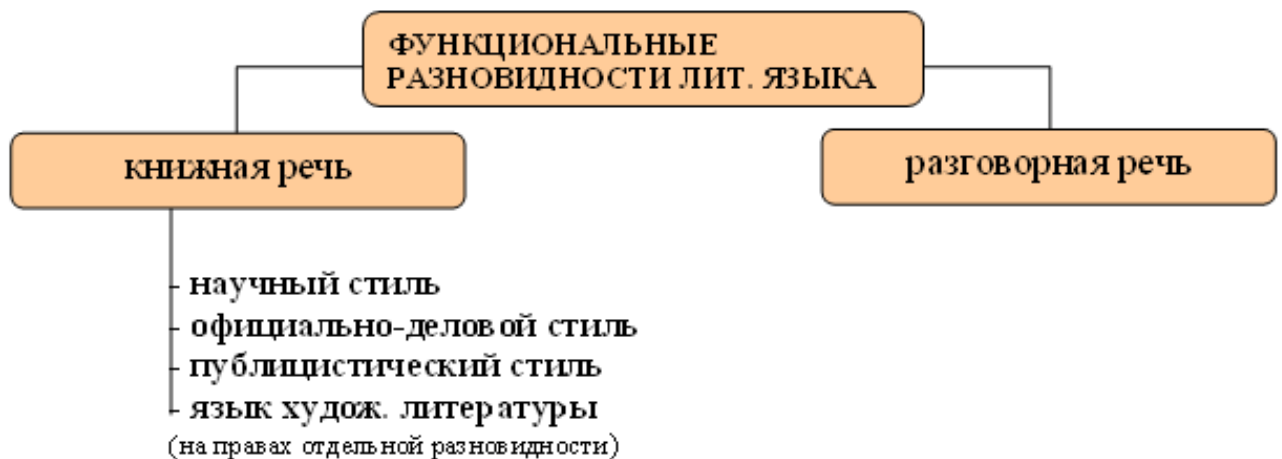 ФУНКЦИОНАЛЬНЫЕ
РАЗНОВИДНОСТИ ЛИТ. ЯЗЫКА
книжная речь
разговорная речь
- научный стиль
- официально-деловой стиль
- публицистический стиль
- язык худож. литературы
(на правах отдельной разновидности)